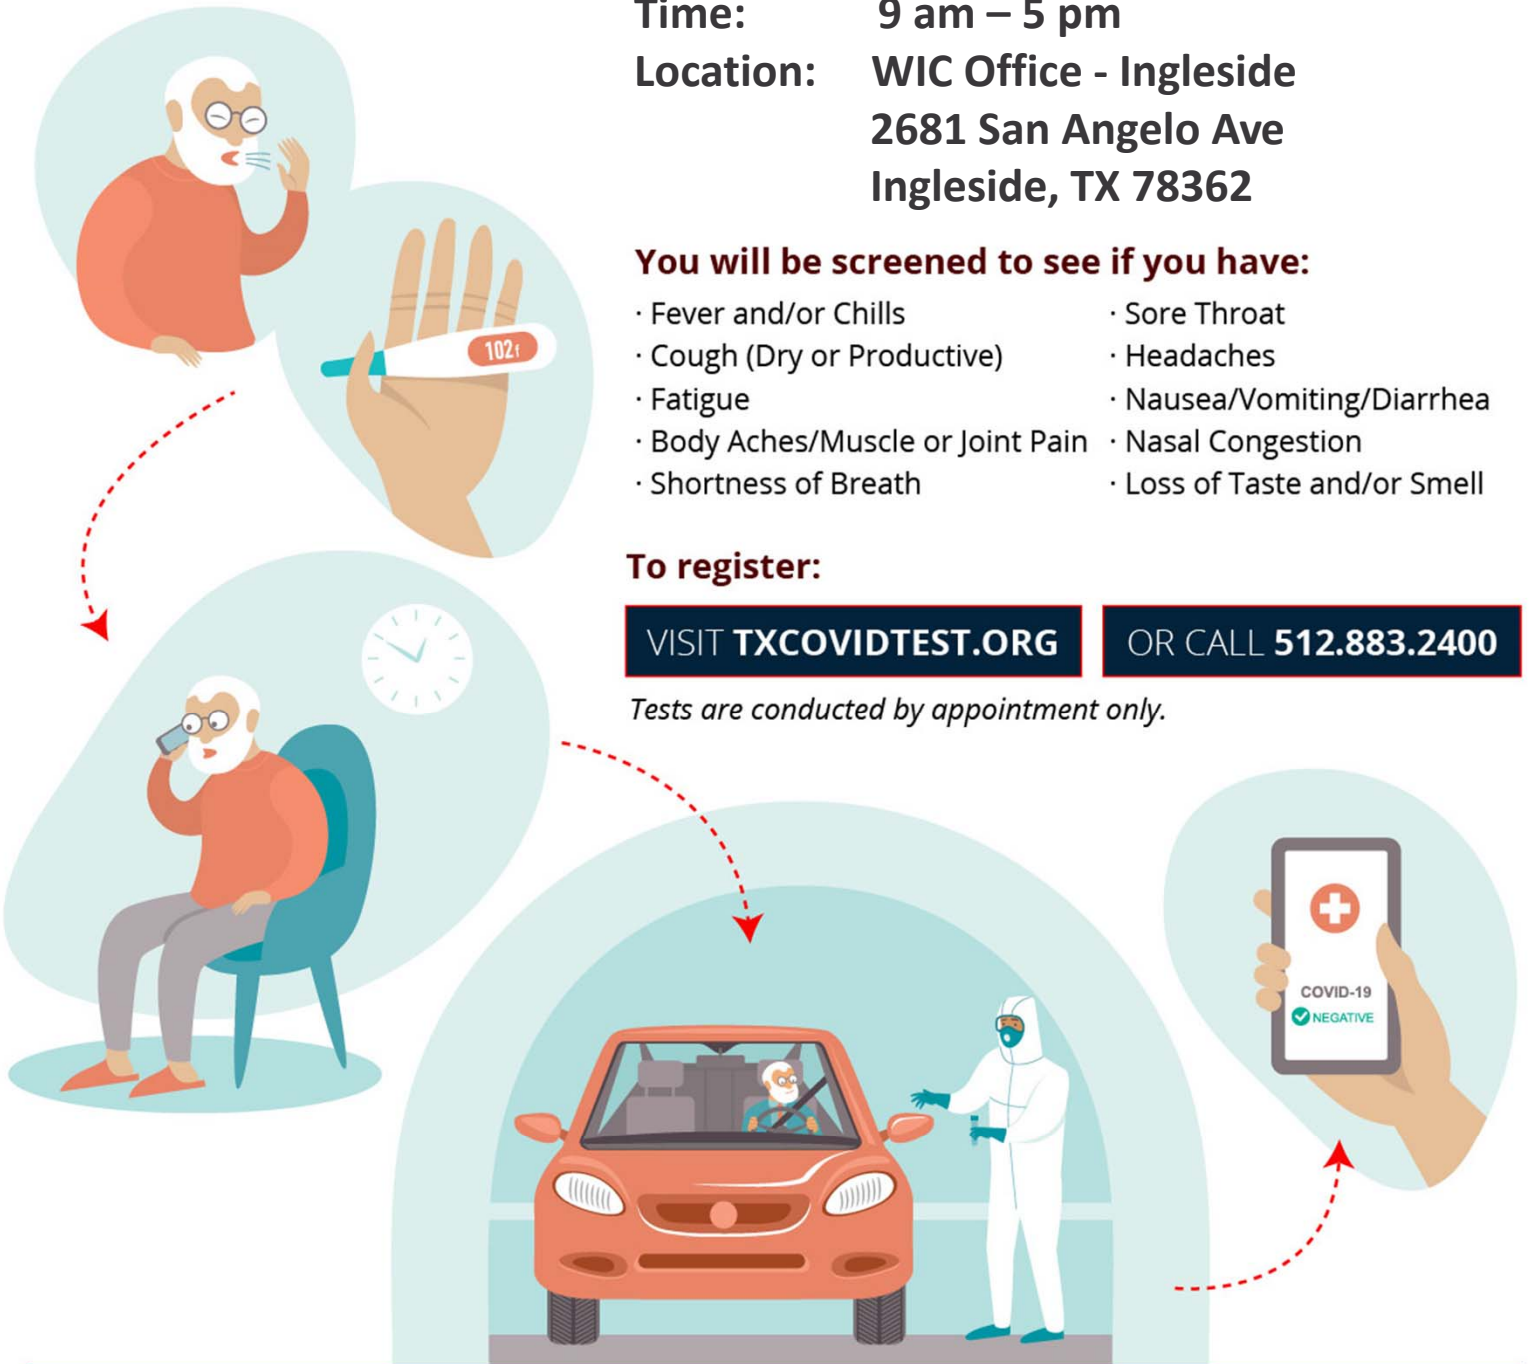 Time: 9 am – 5 pm
Location: WIC Office - Ingleside
2681 San Angelo Ave
Ingleside, TX 78362
You will be screened to see if you have:
· Fever and/or Chills
· Cough (Dry or Productive)
· Fatigue
· Body Aches/Muscle or Joint Pain
· Shortness of Breath
· Sore Throat
· Headaches
· Nausea/Vomiting/Diarrhea
· Nasal Congestion
· Loss of Taste and/or Smell
To register:
VISIT TXCOVIDTEST.ORG
OR CALL 512.883.2400
Tests are conducted by appointment only.
102f
COVID-19
NEGATIVE